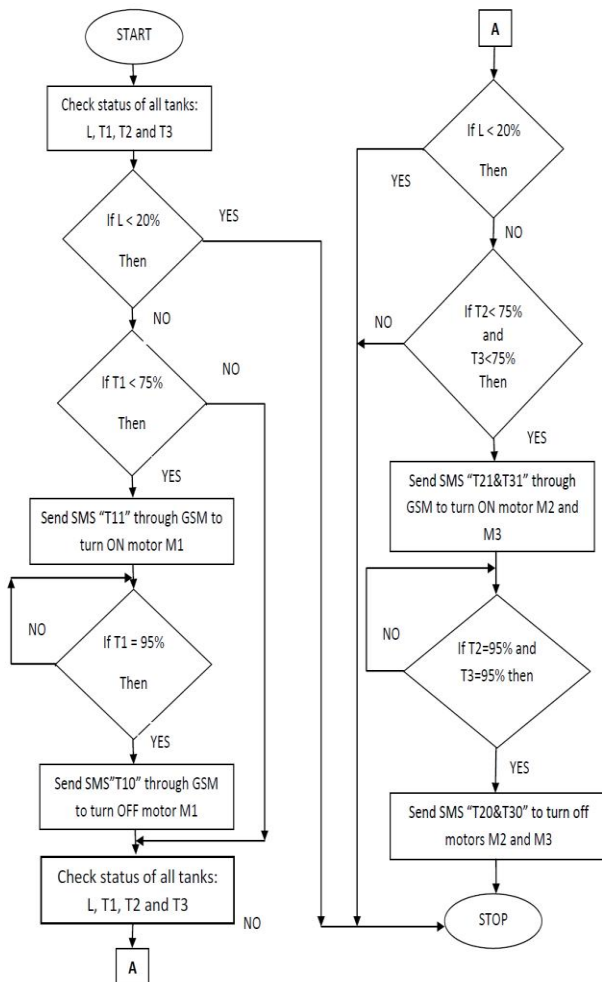 START
Check status of all tanks:
L, T1, T2 and T3
If L < 20%
Then
YES
NO
If T1 < 75%
Then
NO
YES
Send SMS “T11” through GSM to
turn ON motor M1
NO
If T1 = 95%
Then
YES
Send SMS”T10” through GSM
to turn OFF motor M1
Check status of all tanks:
L, T1, T2 and T3
NO
A
A
If L < 20%
Then
YES
NO
If T2< 75%
and
T3<75%
Then
NO
YES
Send SMS “T21&T31” through
GSM to turn ON motor M2 and
M3
NO
If T2=95% and
T3=95% then
YES
Send SMS “T20&T30” to turn off
motors M2 and M3
STOP